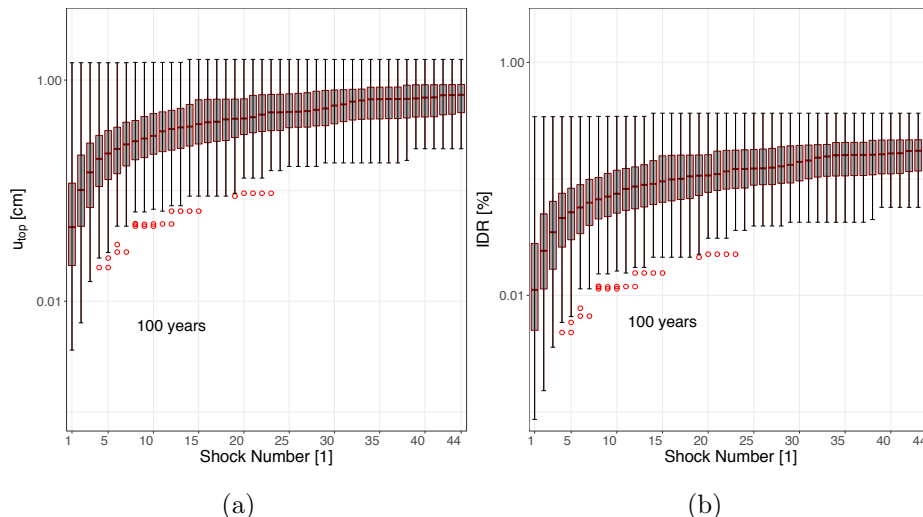 1.00
0.01
u_top [cm]
100 years
1 5 10 15 20 25 30 35 40 44
Shock Number [1]
(a)
1.00
0.01
IDR [%]
100 years
1 5 10 15 20 25 30 35 40 44
Shock Number [1]
(b)